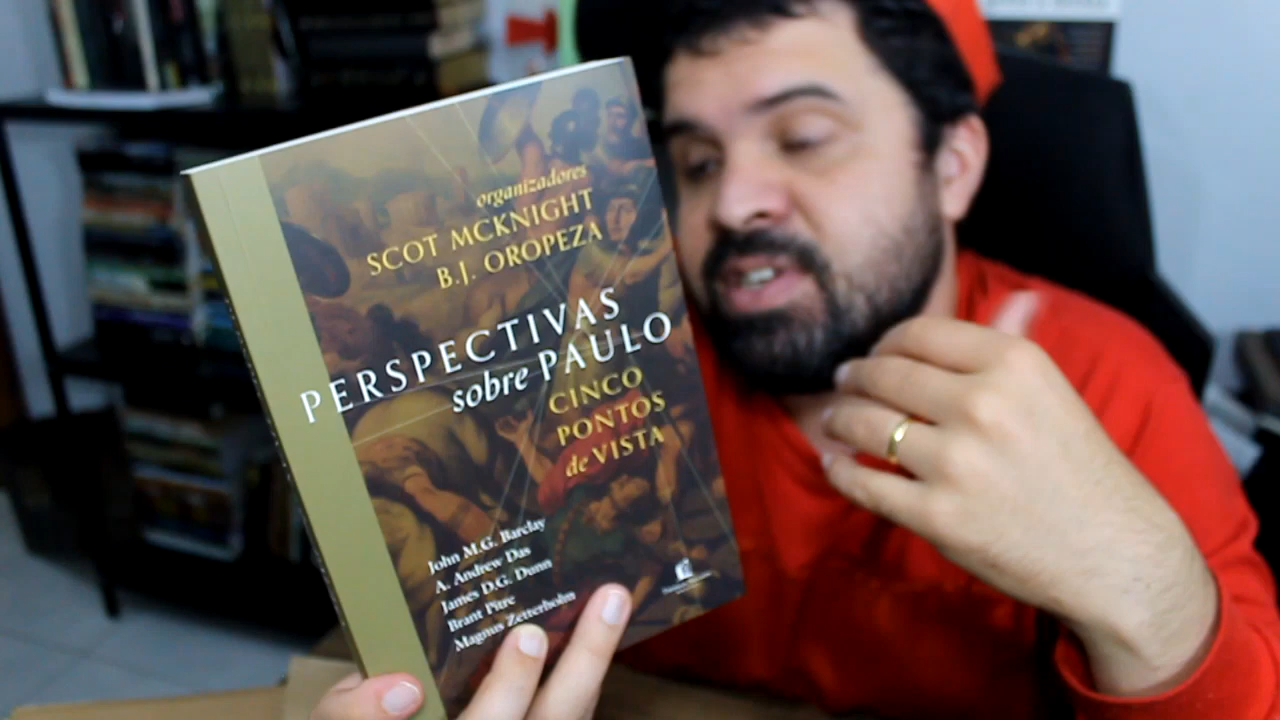 organizadores
SCOT MCKNIGHT
B.J. OROPEZA
PERSPECTIVAS
sobre PAULO
CINCO
PONTOS
de VISTA
John M.G. Barclay
A. Andrew Das
James D.G. Dunn
Brant Pitre
Magnus Zetterholm